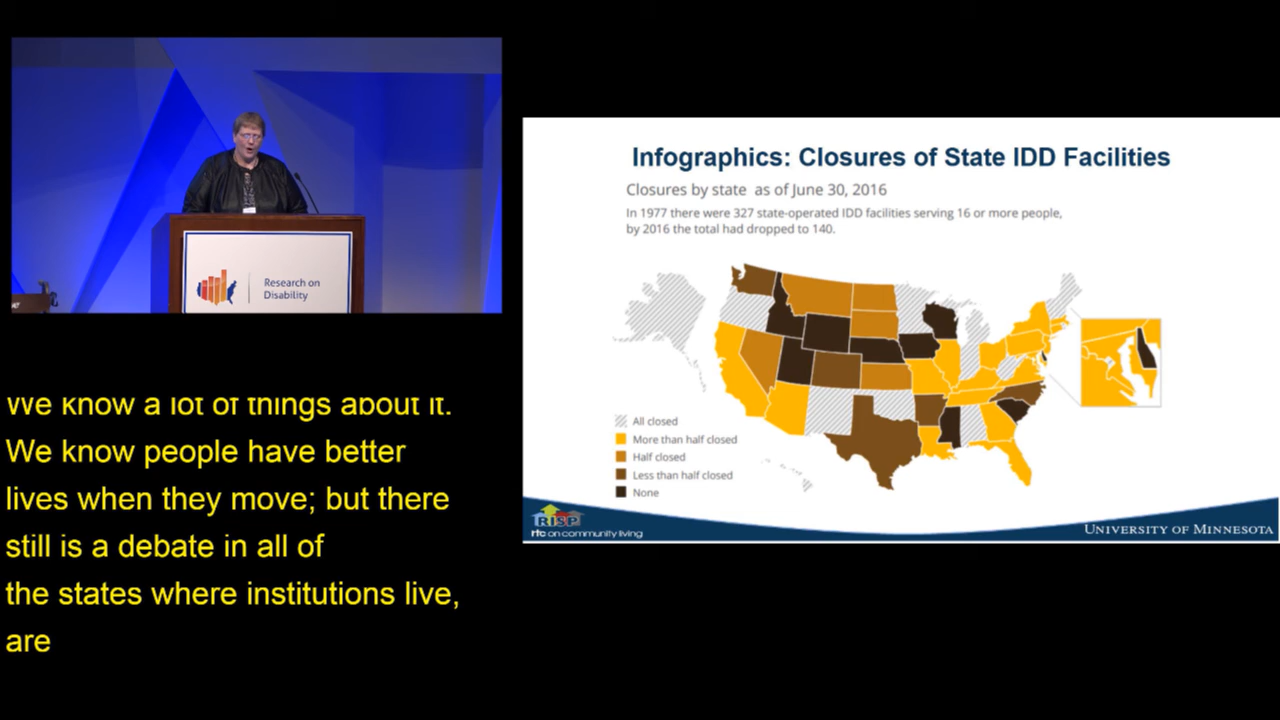 Research on
Disability
We know a lot of things about it.
We know people have better
lives when they move; but there
still is a debate in all of
the states where institutions live,
are
Infographics: Closures of State IDD Facilities
Closures by state as of June 30, 2016
In 1977 there were 327 state-operated IDD facilities serving 16 or more people,
by 2016 the total had dropped to 140.
All closed
More than half closed
Half closed
Less than half closed
None
RISP
rtc on community living
UNIVERSITY OF MINNESOTA